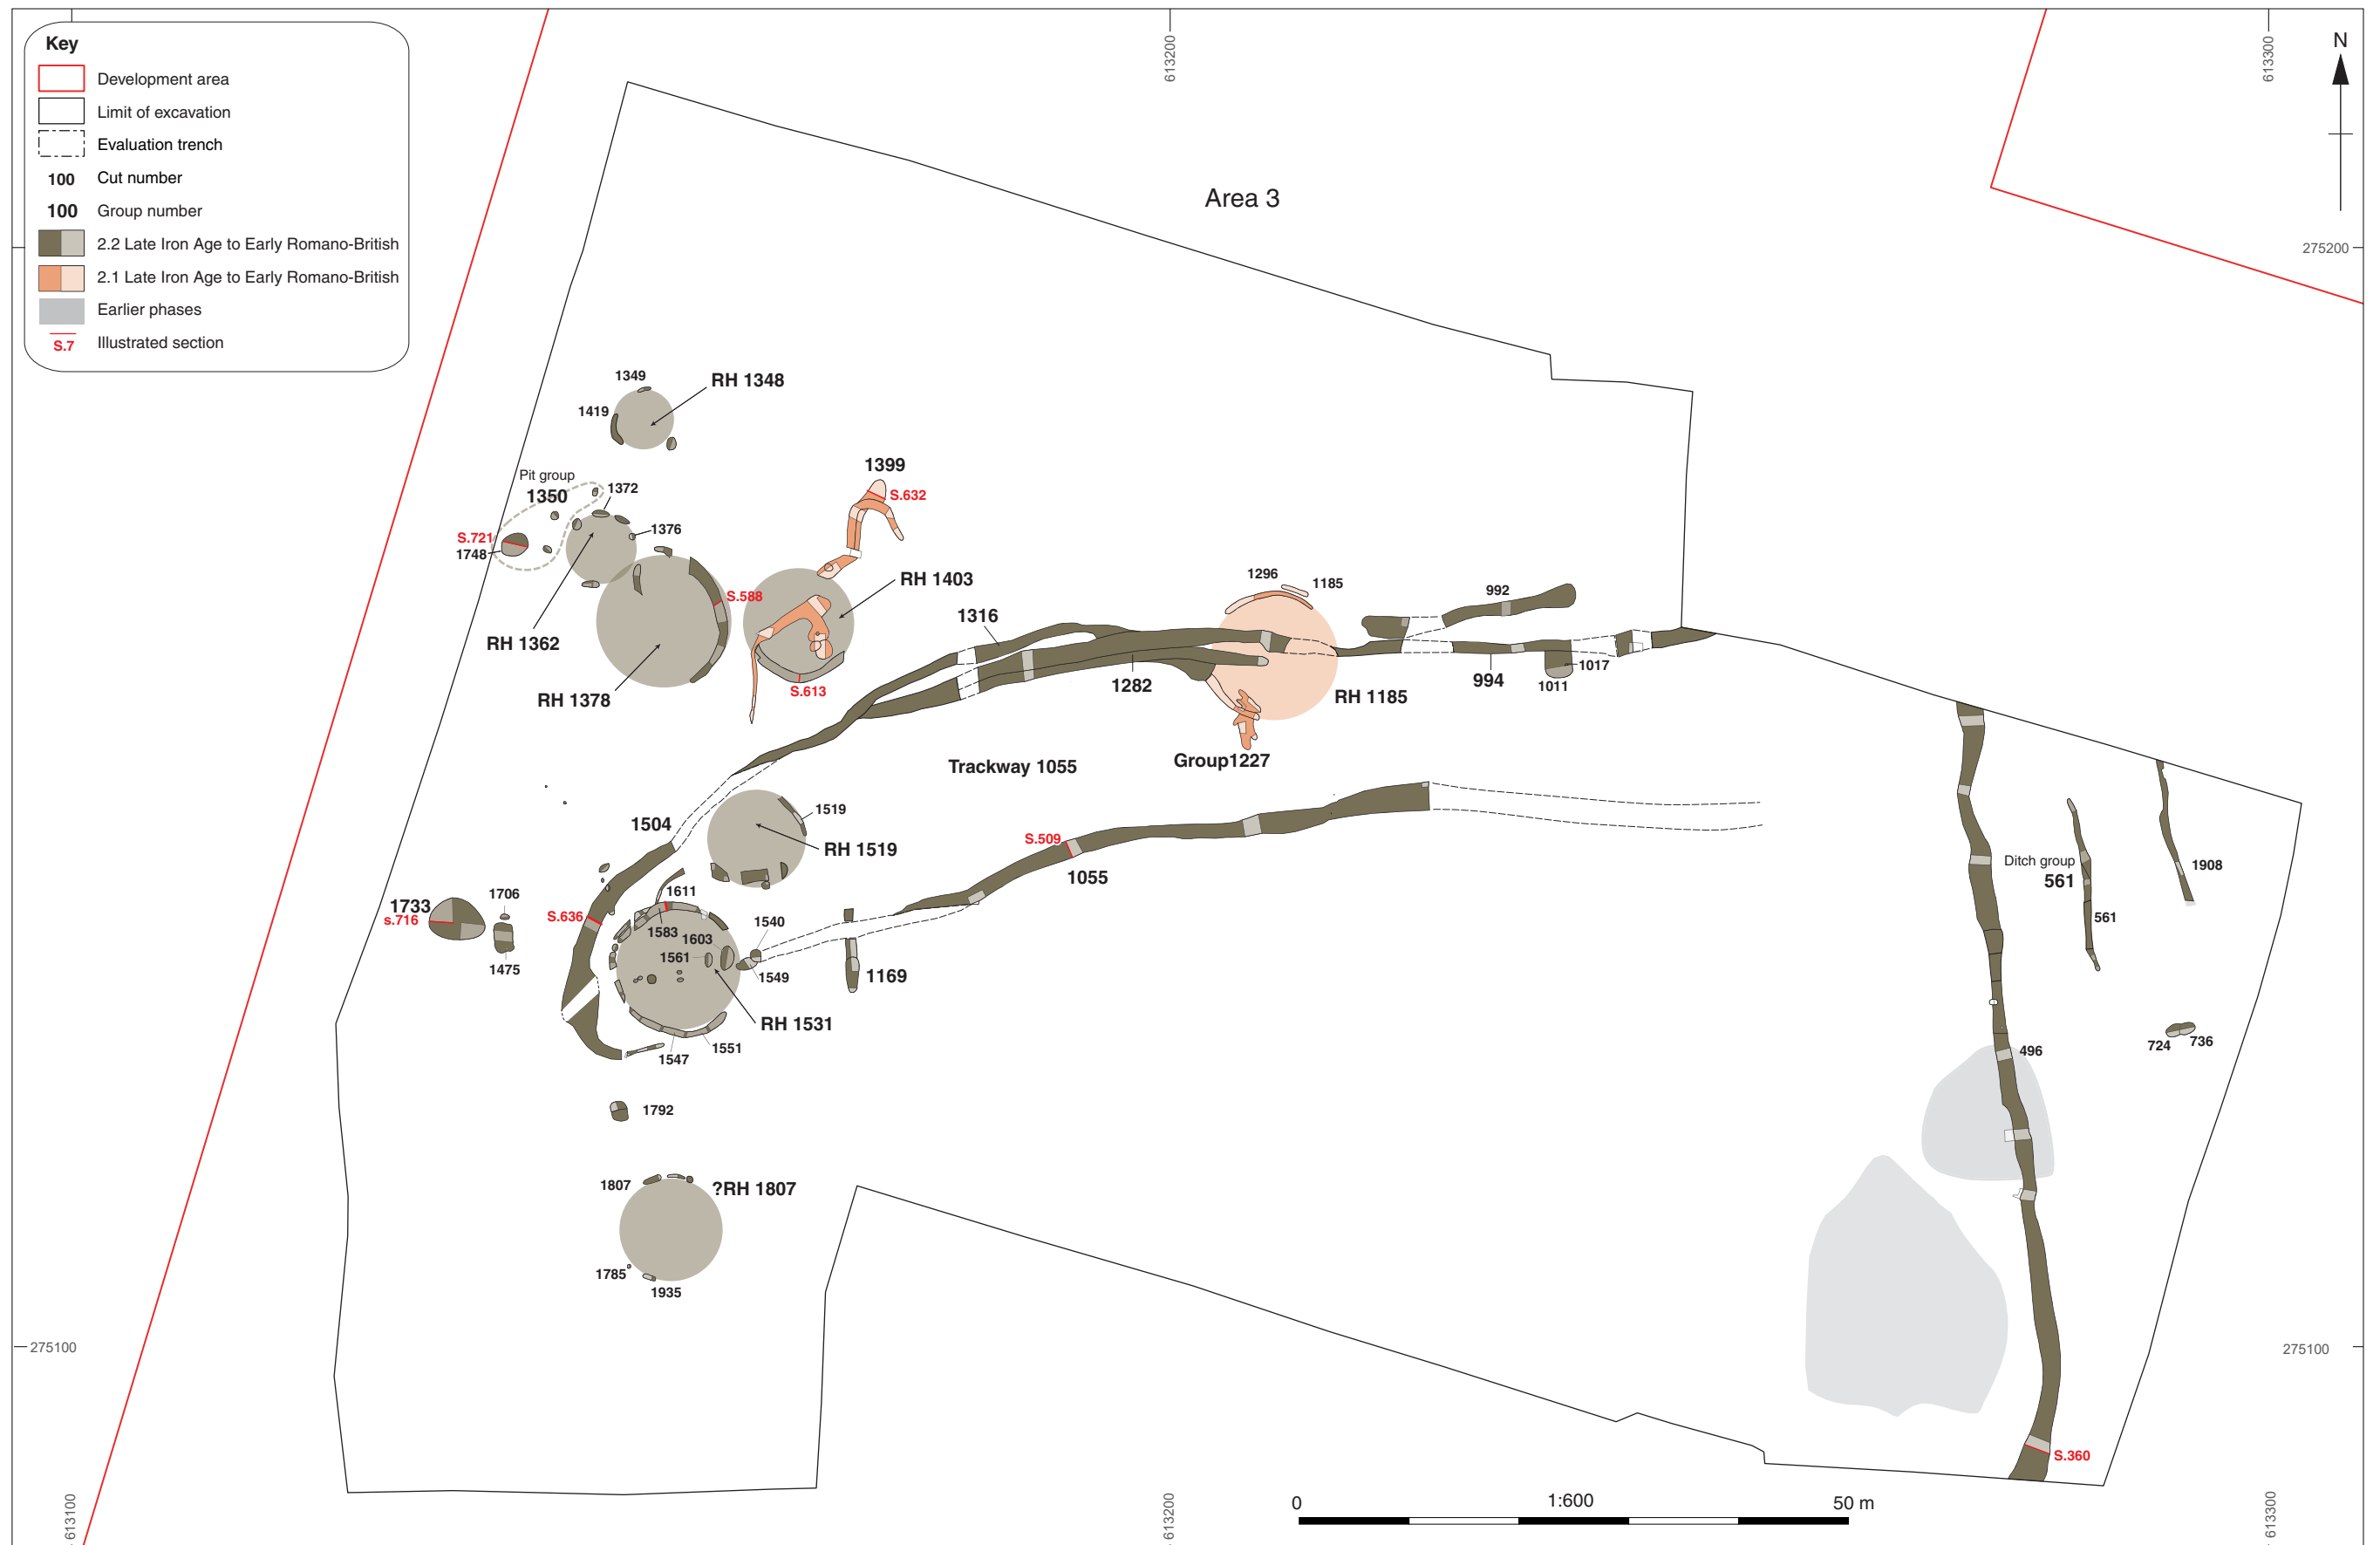 Key
Development area
Limit of excavation
Evaluation trench
100 Cut number
100 Group number
2.2 Late Iron Age to Early Romano-British
2.1 Late Iron Age to Early Romano-British
Earlier phases
S.7 Illustrated section
613200
613300
N
Area 3
275200
1349
RH 1348
1419
Pit group
1350
1372
1399
S.632
S.721
1748
1376
RH 1403
S.588
1296
1185
992
1316
RH 1362
RH 1378
S.613
1282
RH 1185
994
1017
1011
Group1227
Trackway 1055
1504
1519
RH 1519
S.509
1055
Ditch group
561
1908
561
1733
s.716
1706
1475
S.636
1611
1583
1603
1540
1561
1549
1169
RH 1531
1551
1547
496
724
736
1792
1807
?RH 1807
1785
1935
275100
275100
S.360
613100
613200
613300
0
1:600
50 m